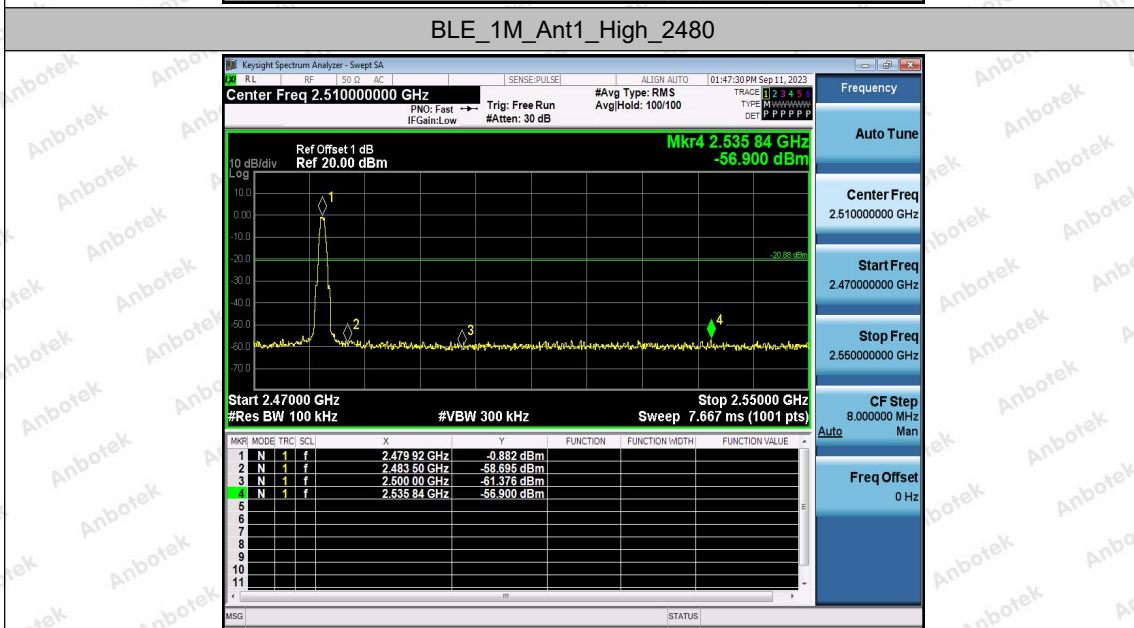 BLE_1M_Ant1_High_2480
Keysight Spectrum Analyzer - Swept SA
LXI RL RF 50 Ω AC SENSE:PULSE ALIGN AUTO 01:47:30 PM Sep 11, 2023
Center Freq 2.510000000 GHz #Avg Type: RMS TRACE 1 2 3 4 5 6
PNO: Fast Trig: Free Run Avg|Hold: 100/100 TYPE M WWWWW
IFGain:Low #Atten: 30 dB DET P P P P P P
Mkr4 2.535 84 GHz
-56.900 dBm
Ref Offset 1 dB
10 dB/div Ref 20.00 dBm
Log
10.0
0.00
-10.0
-20.0
-30.0
-40.0
-50.0
-60.0
-70.0
1
2
3
4
-20.88 dBm
Start 2.47000 GHz Stop 2.55000 GHz
#Res BW 100 kHz #VBW 300 kHz Sweep 7.667 ms (1001 pts)
MKR MODE TRC SCL X Y FUNCTION FUNCTION WIDTH FUNCTION VALUE
1 N 1 f 2.479 92 GHz -0.882 dBm
2 N 1 f 2.483 50 GHz -58.695 dBm
3 N 1 f 2.500 00 GHz -61.376 dBm
4 N 1 f 2.535 84 GHz -56.900 dBm
5
6
7
8
9
10
11
MSG STATUS
Frequency
Auto Tune
Center Freq
2.510000000 GHz
Start Freq
2.470000000 GHz
Stop Freq
2.550000000 GHz
CF Step
8.000000 MHz
Auto Man
Freq Offset
0 Hz
Anbotek